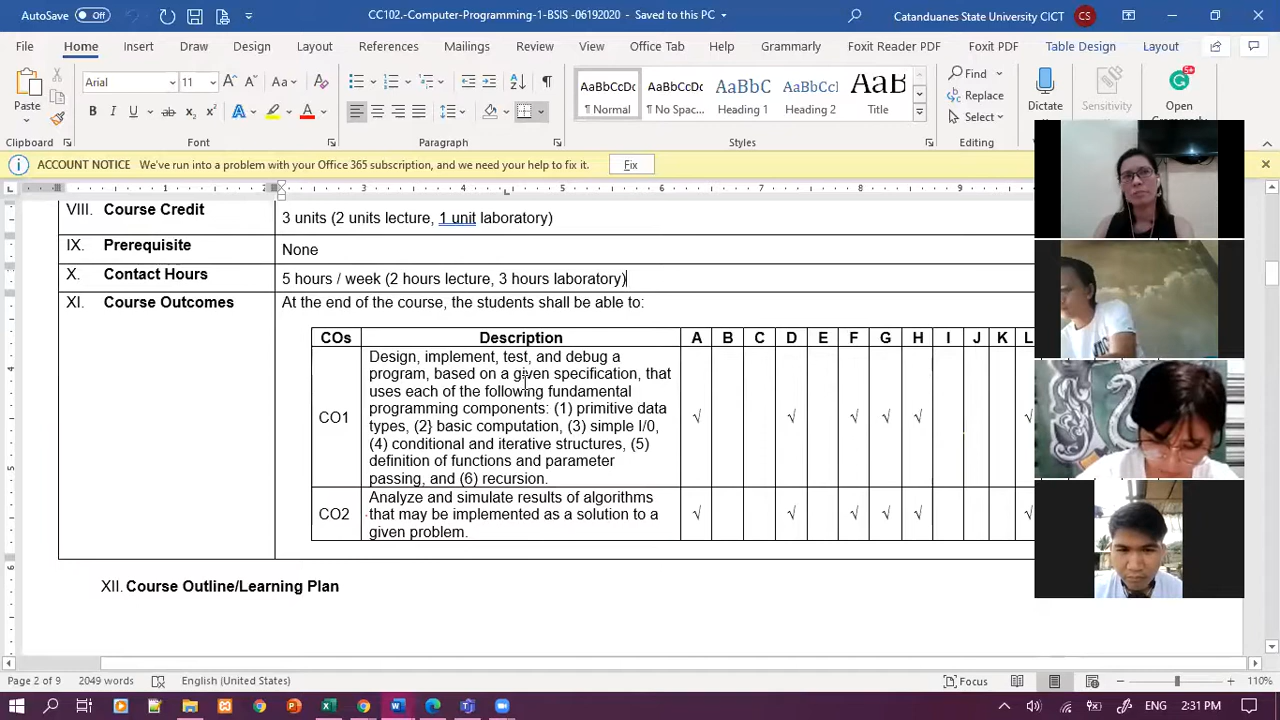 AutoSave Off
CC102.-Computer-Programming-1-BSIS -06192020 - Saved to this PC
Catanduanes State University CICT CS
File Home Insert Draw Design Layout References Mailings Review View Office Tab Help Grammarly Foxit Reader PDF Foxit PDF Table Design Layout
Paste
Arial 11
AaBbCcDc AaBbCcDc AaBbC AaBbCcD AaB
¶ Normal ¶ No Spac... Heading 1 Heading 2 Title
Find
Replace
Select
Dictate
Sensitivity
Open
Clipboard Font Paragraph Styles Editing
ACCOUNT NOTICE We've run into a problem with your Office 365 subscription, and we need your help to fix it. Fix
VIII. Course Credit 3 units (2 units lecture, 1 unit laboratory)
IX. Prerequisite None
X. Contact Hours 5 hours / week (2 hours lecture, 3 hours laboratory)
XI. Course Outcomes At the end of the course, the students shall be able to:
COs Description A B C D E F G H I J K L
Design, implement, test, and debug a
program, based on a given specification, that
uses each of the following fundamental
programming components: (1) primitive data
CO1 √ √ √ √ √ √
types, (2} basic computation, (3) simple I/0,
(4) conditional and iterative structures, (5)
definition of functions and parameter
passing, and (6) recursion.
Analyze and simulate results of algorithms
CO2 that may be implemented as a solution to a √ √ √ √ √ √
given problem.
XII. Course Outline/Learning Plan
Page 2 of 9 2049 words English (United States) Focus 110%
ENG 2:31 PM